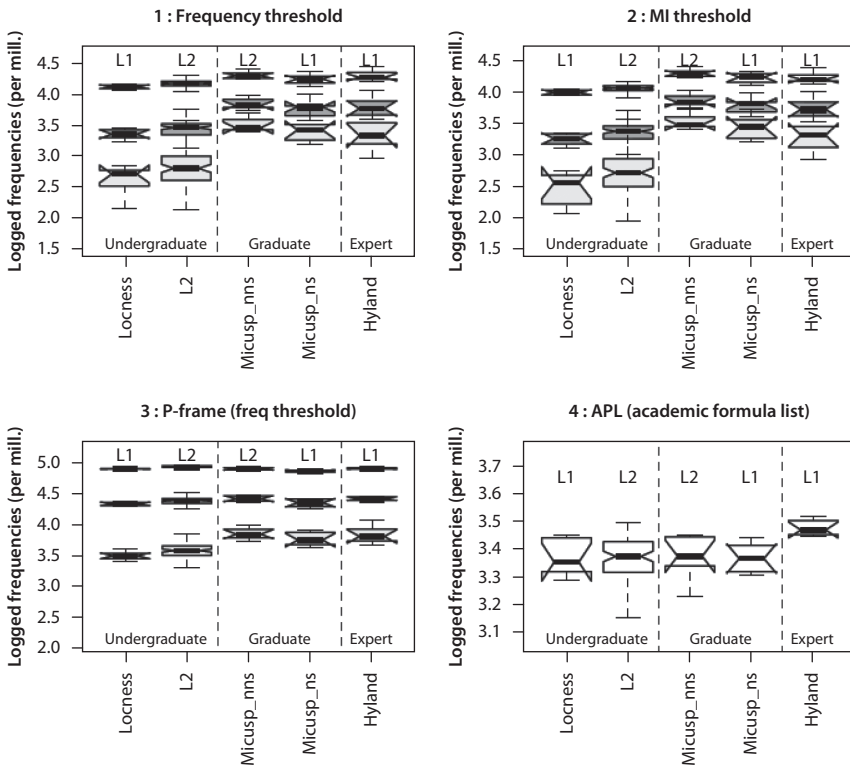 1 : Frequency threshold
Logged frequencies (per mill.)
4.5
4.0
3.5
3.0
2.5
2.0
1.5
L1 L2 L2 L1 L1
Undergraduate Graduate Expert
Locness L2 Micusp_nns Micusp_ns Hyland
2 : MI threshold
Logged frequencies (per mill.)
4.5
4.0
3.5
3.0
2.5
2.0
1.5
L1 L2 L2 L1 L1
Undergraduate Graduate Expert
Locness L2 Micusp_nns Micusp_ns Hyland
3 : P-frame (freq threshold)
Logged frequencies (per mill.)
5.0
4.5
4.0
3.5
3.0
2.5
2.0
L1 L2 L2 L1 L1
Undergraduate Graduate Expert
Locness L2 Micusp_nns Micusp_ns Hyland
4 : APL (academic formula list)
Logged frequencies (per mill.)
3.7
3.6
3.5
3.4
3.3
3.2
3.1
L1 L2 L2 L1 L1
Undergraduate Graduate Expert
Locness L2 Micusp_nns Micusp_ns Hyland